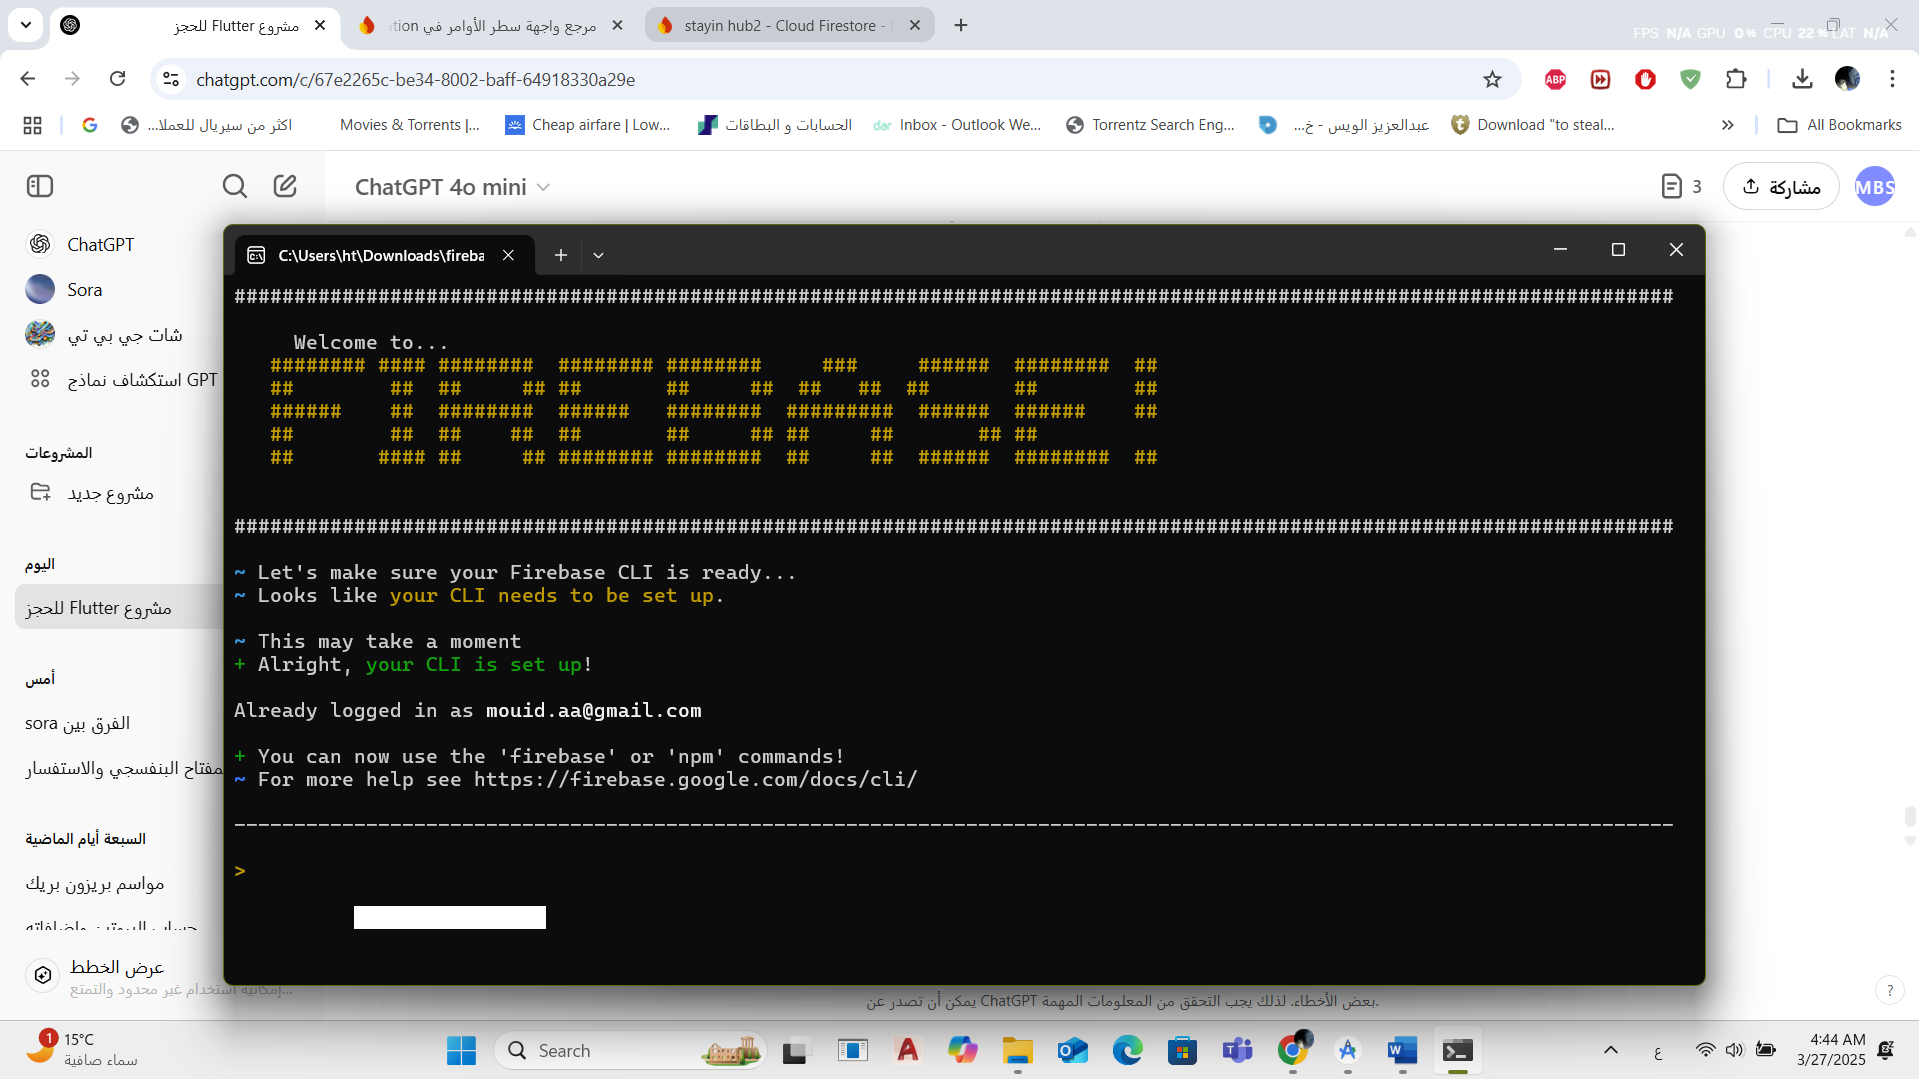 مشروع Flutter للحجز
مرجع واجهة سطر الأوامر في
stayin hub2 - Cloud Firestore -
FPS N/A GPU 0% CPU 22% LAT N/A
chatgpt.com/c/67e2265c-be34-8002-baff-64918330a29e
ABP
اكثر من سيريال للعملا...
Movies & Torrents |...
Cheap airfare | Low...
الحسابات و البطاقات
dar
Inbox - Outlook We...
Torrentz Search Eng...
عبدالعزيز الويس - خ...
Download "to steal...
All Bookmarks
ChatGPT 4o mini
3
مشاركة
MBS
ChatGPT
Sora
شات جي بي تي
استكشاف نماذج GPT
المشروعات
مشروع جديد
اليوم
مشروع Flutter للحجز
أمس
الفرق بين sora
المفتاح البنفسجي والاستفسار
السبعة أيام الماضية
مواسم بريزون بريك
حساب البروتين واضافاته
عرض الخطط
إمكانية استخدام غير محدود والتمتع...
C:\Users\ht\Downloads\fireba
################################################################################
Welcome to...
FIREBASE!
################################################################################
~ Let's make sure your Firebase CLI is ready...
~ Looks like your CLI needs to be set up.
~ This may take a moment
+ Alright, your CLI is set up!
Already logged in as mouid.aa@gmail.com
+ You can now use the 'firebase' or 'npm' commands!
~ For more help see https://firebase.google.com/docs/cli/
>
يمكن أن تصدر عن ChatGPT بعض الأخطاء. لذلك يجب التحقق من المعلومات المهمة.
?
1
15°C
سماء صافية
Search
ع
4:44 AM
3/27/2025